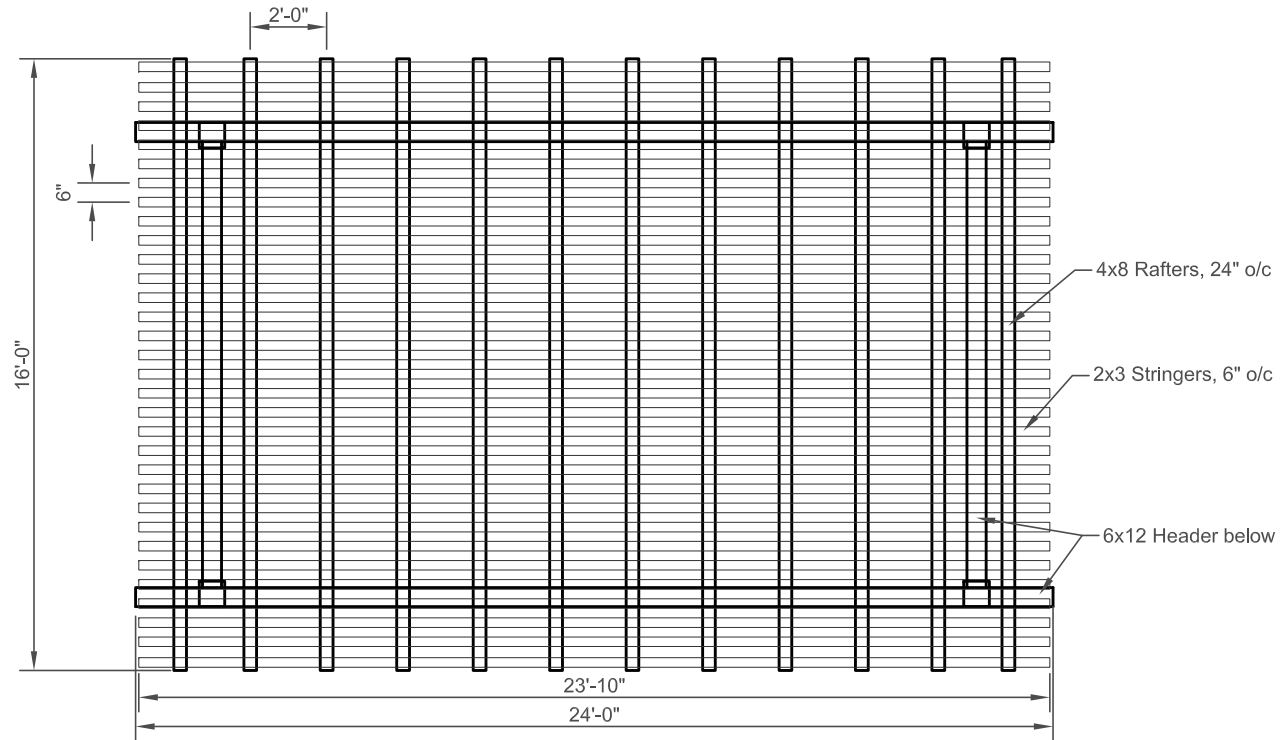 2'-0"
6"
16'-0"
4x8 Rafters, 24" o/c
2x3 Stringers, 6" o/c
6x12 Header below
23'-10"
24'-0"